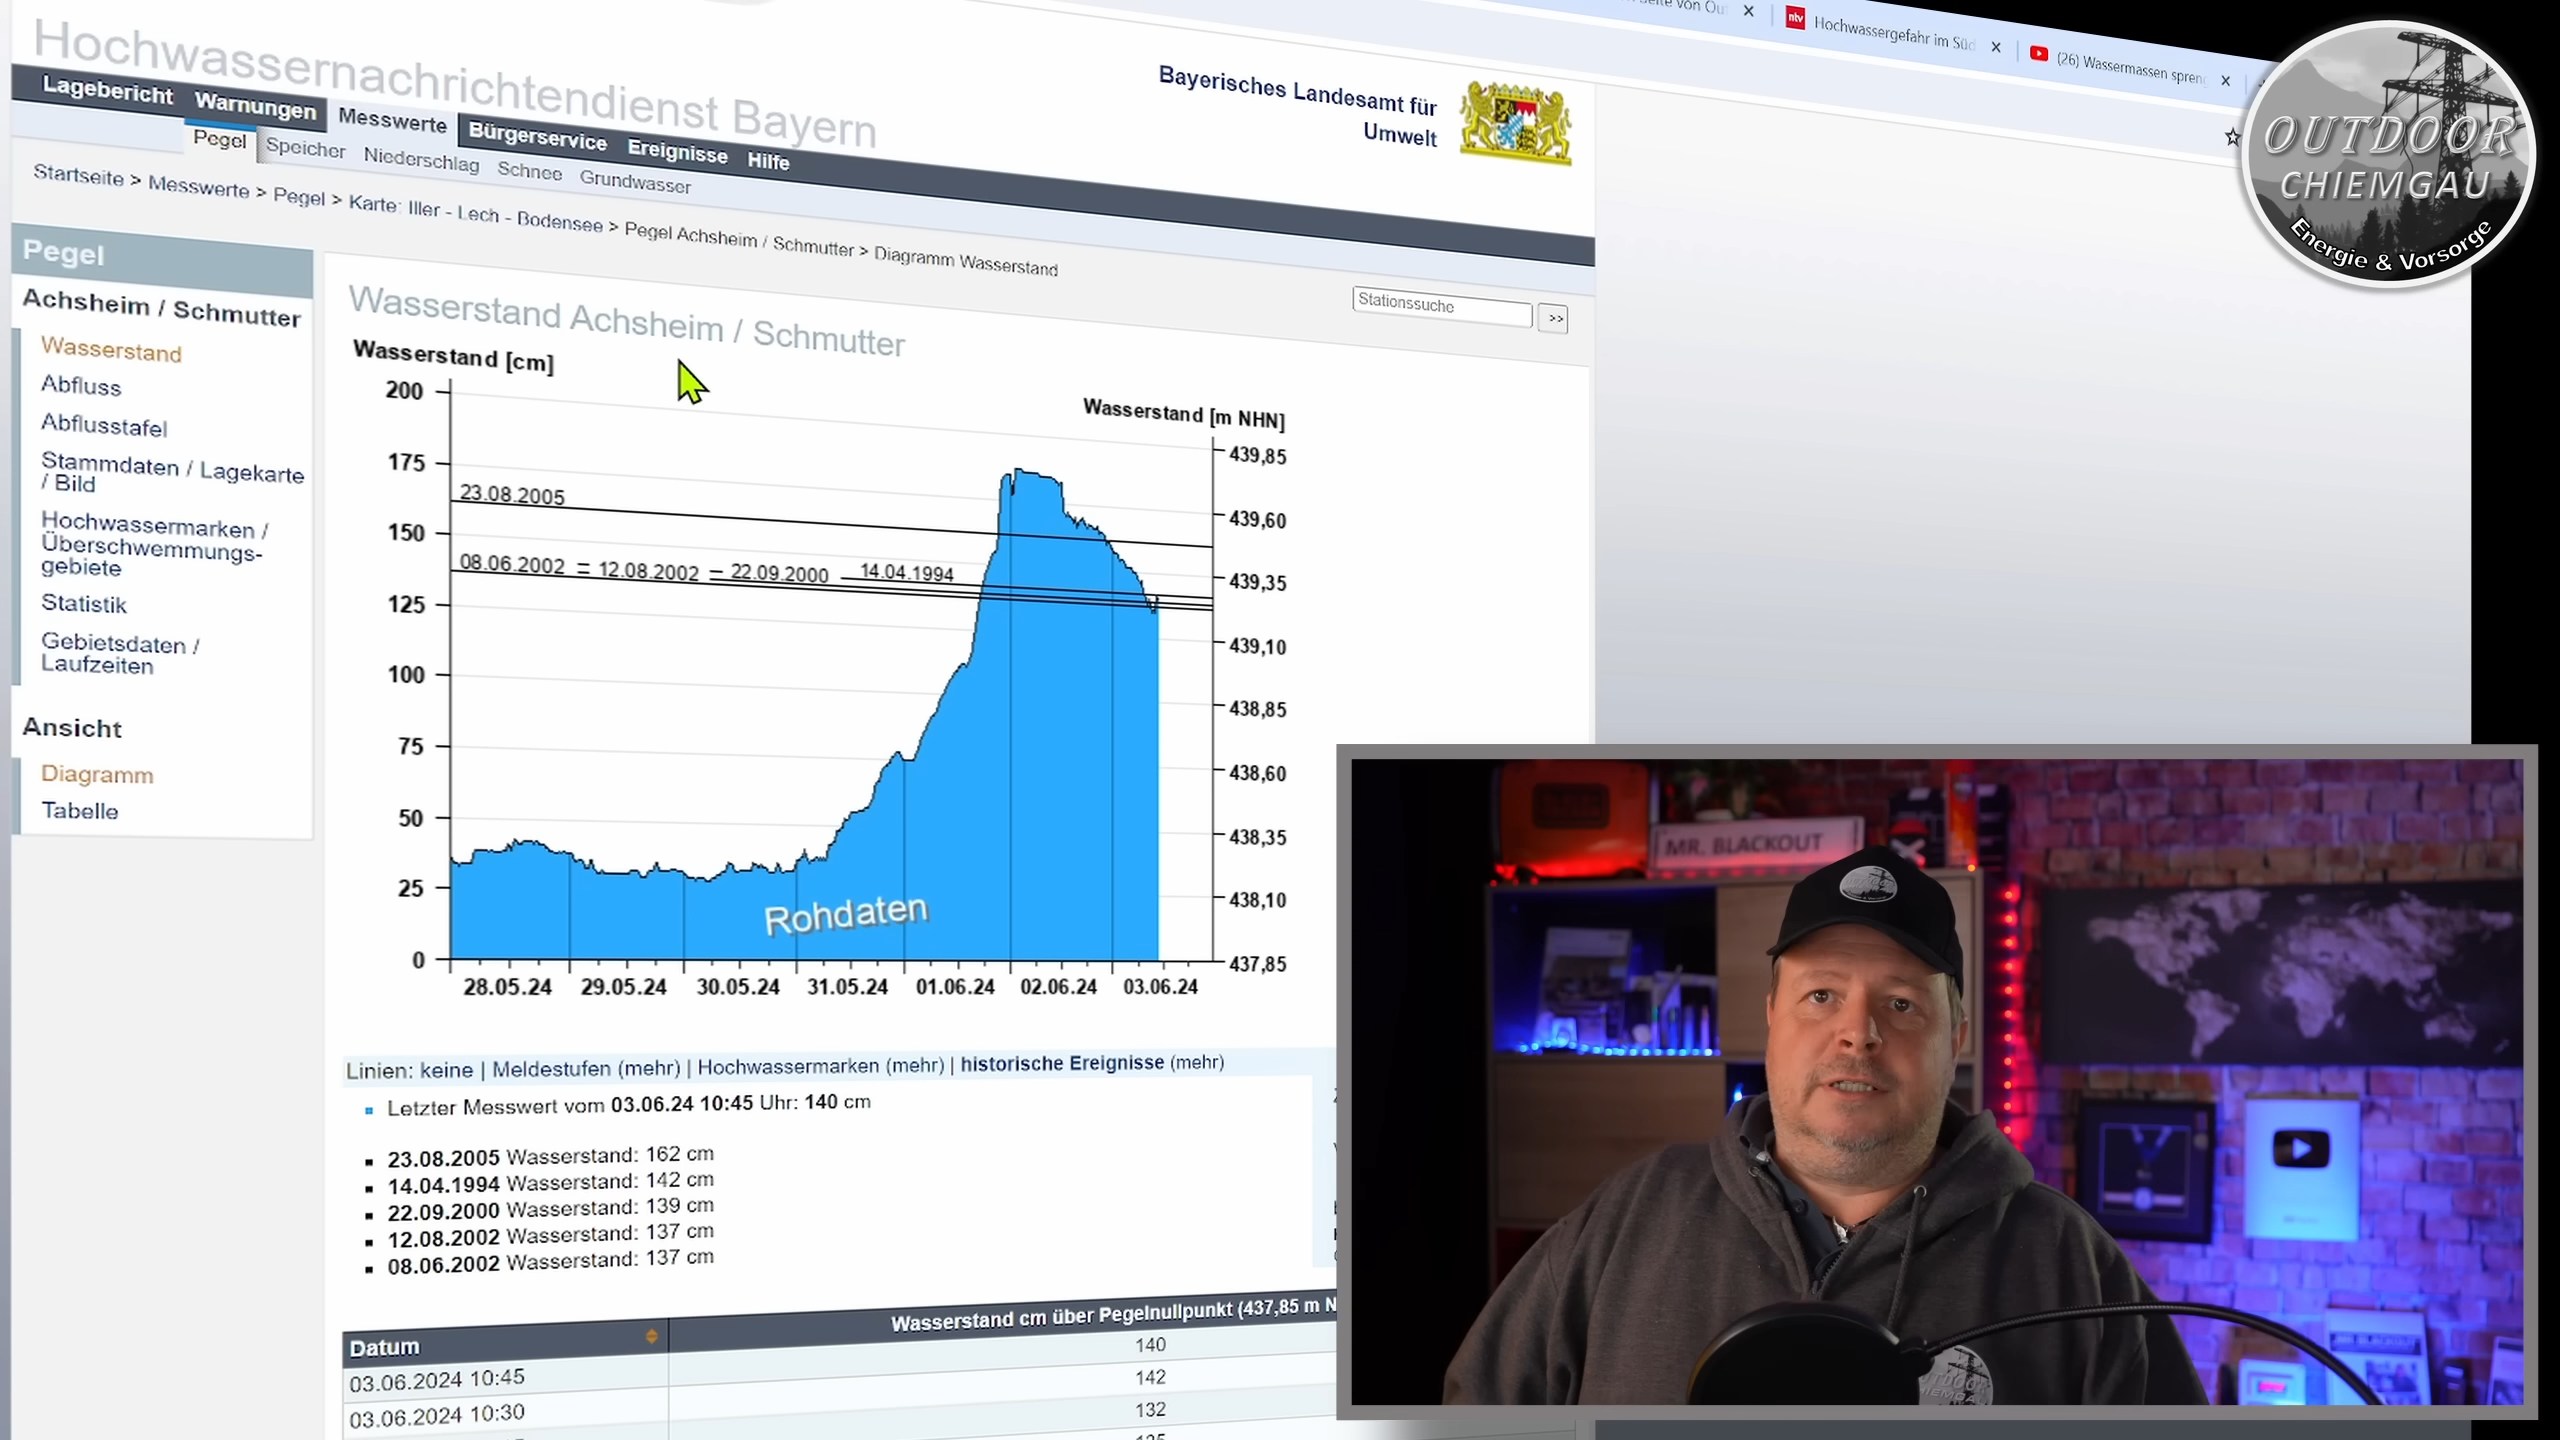 Hochwassergefahr im Süd
(26) Wassermassen spren
OUTDOOR
CHIEMGAU
Energie & Vorsorge
Hochwassernachrichtendienst Bayern
Bayerisches Landesamt für
Umwelt
Lagebericht Warnungen Messwerte Bürgerservice Ereignisse Hilfe
Pegel Speicher Niederschlag Schnee Grundwasser
Startseite > Messwerte > Pegel > Karte: Iller - Lech - Bodensee > Pegel Achsheim / Schmutter > Diagramm Wasserstand
Stationssuche >>
Pegel
Achsheim / Schmutter
Wasserstand
Abfluss
Abflusstafel
Stammdaten / Lagekarte
/ Bild
Hochwassermarken /
Überschwemmungs-
gebiete
Statistik
Gebietsdaten /
Laufzeiten
Ansicht
Diagramm
Tabelle
Wasserstand Achsheim / Schmutter
Wasserstand [cm]
Wasserstand [m NHN]
200
175
150
125
100
75
50
25
0
439,85
439,60
439,35
439,10
438,85
438,60
438,35
438,10
437,85
23.08.2005
08.06.2002 12.08.2002 22.09.2000 14.04.1994
Rohdaten
28.05.24 29.05.24 30.05.24 31.05.24 01.06.24 02.06.24 03.06.24
Linien: keine | Meldestufen (mehr) | Hochwassermarken (mehr) | historische Ereignisse (mehr)
Letzter Messwert vom 03.06.24 10:45 Uhr: 140 cm
23.08.2005 Wasserstand: 162 cm
14.04.1994 Wasserstand: 142 cm
22.09.2000 Wasserstand: 139 cm
12.08.2002 Wasserstand: 137 cm
08.06.2002 Wasserstand: 137 cm
Datum Wasserstand cm über Pegelnullpunkt (437,85 m N
03.06.2024 10:45 140
03.06.2024 10:30 142
132
MR. BLACKOUT